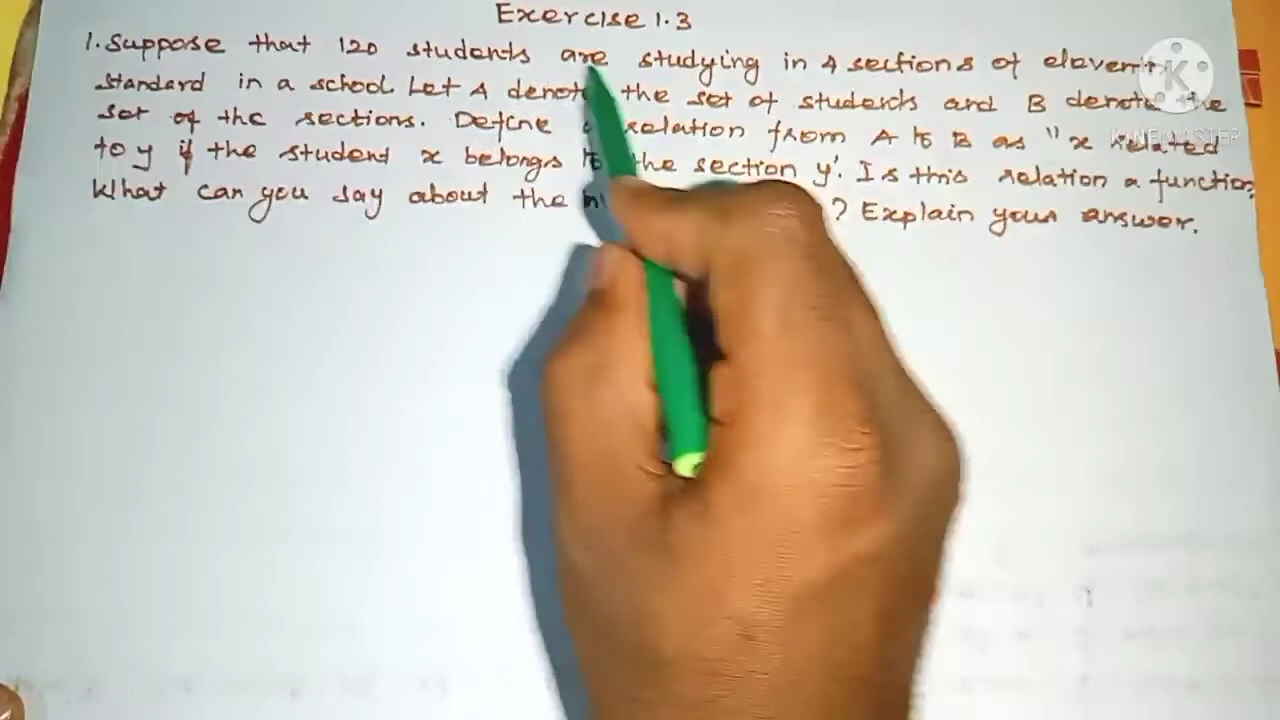 Exercise 1.3
1. Suppose that 120 students are studying in 4 sections of eleventh
standard in a school. Let A denote the set of students and B denote the
set of the sections. Define relation from A to B as "x related
to y if the student x belongs to the section y'. Is this relation a function?
What can you say about the ? Explain your answer.
K
KINEMASTER